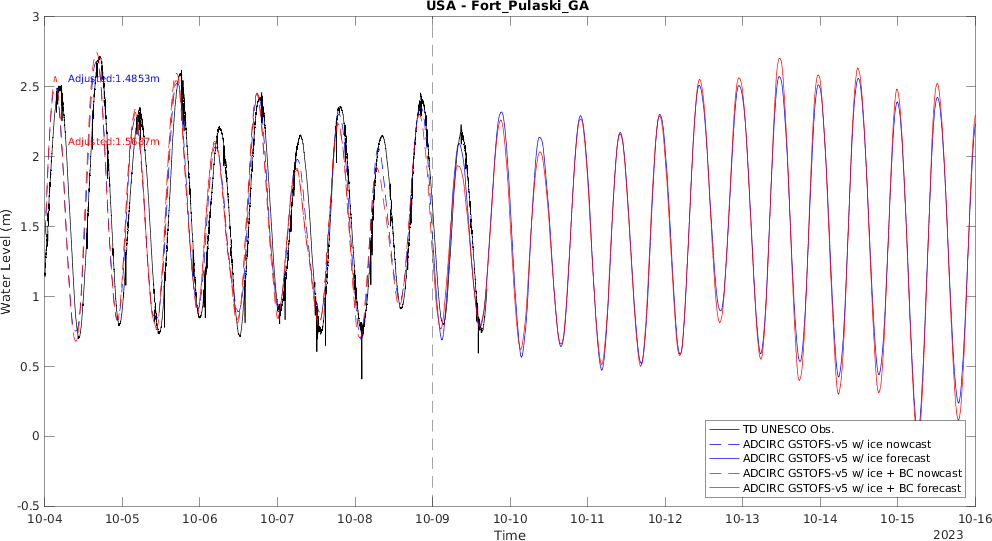 USA - Fort_Pulaski_GA
3
2.5
2
1.5
1
0.5
0
-0.5
Water Level (m)
Adjusted:1.4853m
Adjusted:1.5687m
TD UNESCO Obs.
ADCIRC GSTOFS-v5 w/ ice nowcast
ADCIRC GSTOFS-v5 w/ ice forecast
ADCIRC GSTOFS-v5 w/ ice + BC nowcast
ADCIRC GSTOFS-v5 w/ ice + BC forecast
10-04 10-05 10-06 10-07 10-08 10-09 10-10 10-11 10-12 10-13 10-14 10-15 10-16
Time
2023